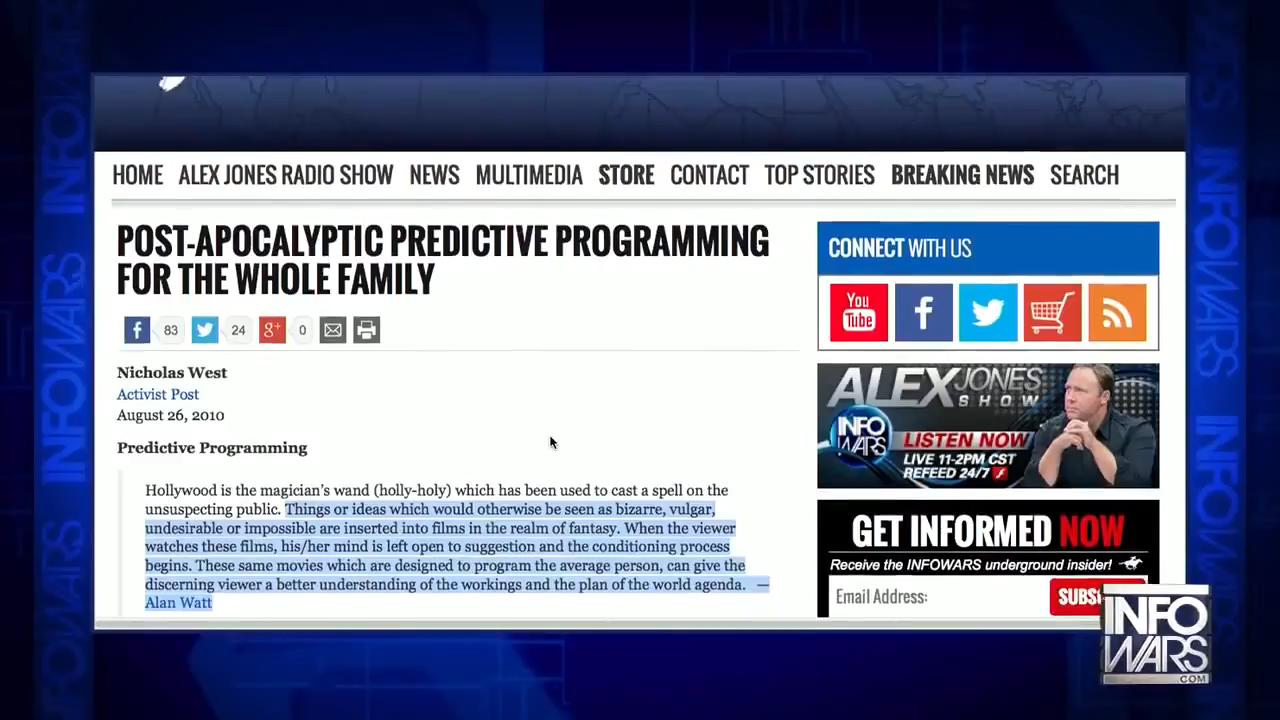 HOME ALEX JONES RADIO SHOW NEWS MULTIMEDIA STORE CONTACT TOP STORIES BREAKING NEWS SEARCH
POST-APOCALYPTIC PREDICTIVE PROGRAMMING
FOR THE WHOLE FAMILY
83 24 0
Nicholas West
Activist Post
August 26, 2010
Predictive Programming
Hollywood is the magician's wand (holly-holy) which has been used to cast a spell on the
unsuspecting public. Things or ideas which would otherwise be seen as bizarre, vulgar,
undesirable or impossible are inserted into films in the realm of fantasy. When the viewer
watches these films, his/her mind is left open to suggestion and the conditioning process
begins. These same movies which are designed to program the average person, can give the
discerning viewer a better understanding of the workings and the plan of the world agenda. —
Alan Watt
CONNECT WITH US
You
Tube
ALEX JONES
SHOW
INFO
WARS
LISTEN NOW
LIVE 11-2PM CST
REFEED 24/7
GET INFORMED NOW
Receive the INFOWARS underground insider!
Email Address:
SUBS
INFO
WARS
.COM
INFOWARS
INFOWARS